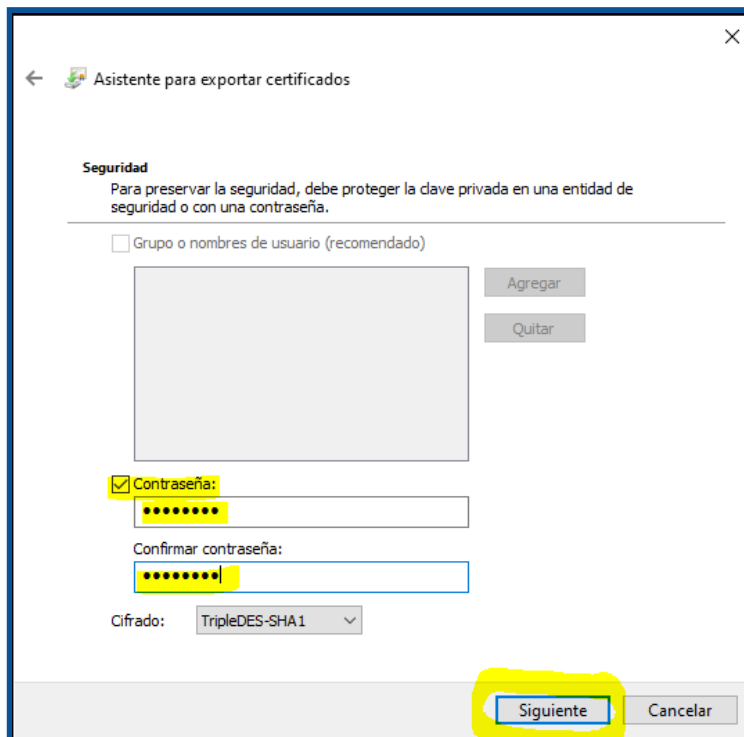 Asistente para exportar certificados
Seguridad
Para preservar la seguridad, debe proteger la clave privada en una entidad de
seguridad o con una contraseña.
Grupo o nombres de usuario (recomendado)
Agregar
Quitar
Contraseña:
••••••••
Confirmar contraseña:
••••••••
Cifrado: TripleDES-SHA1
Siguiente Cancelar